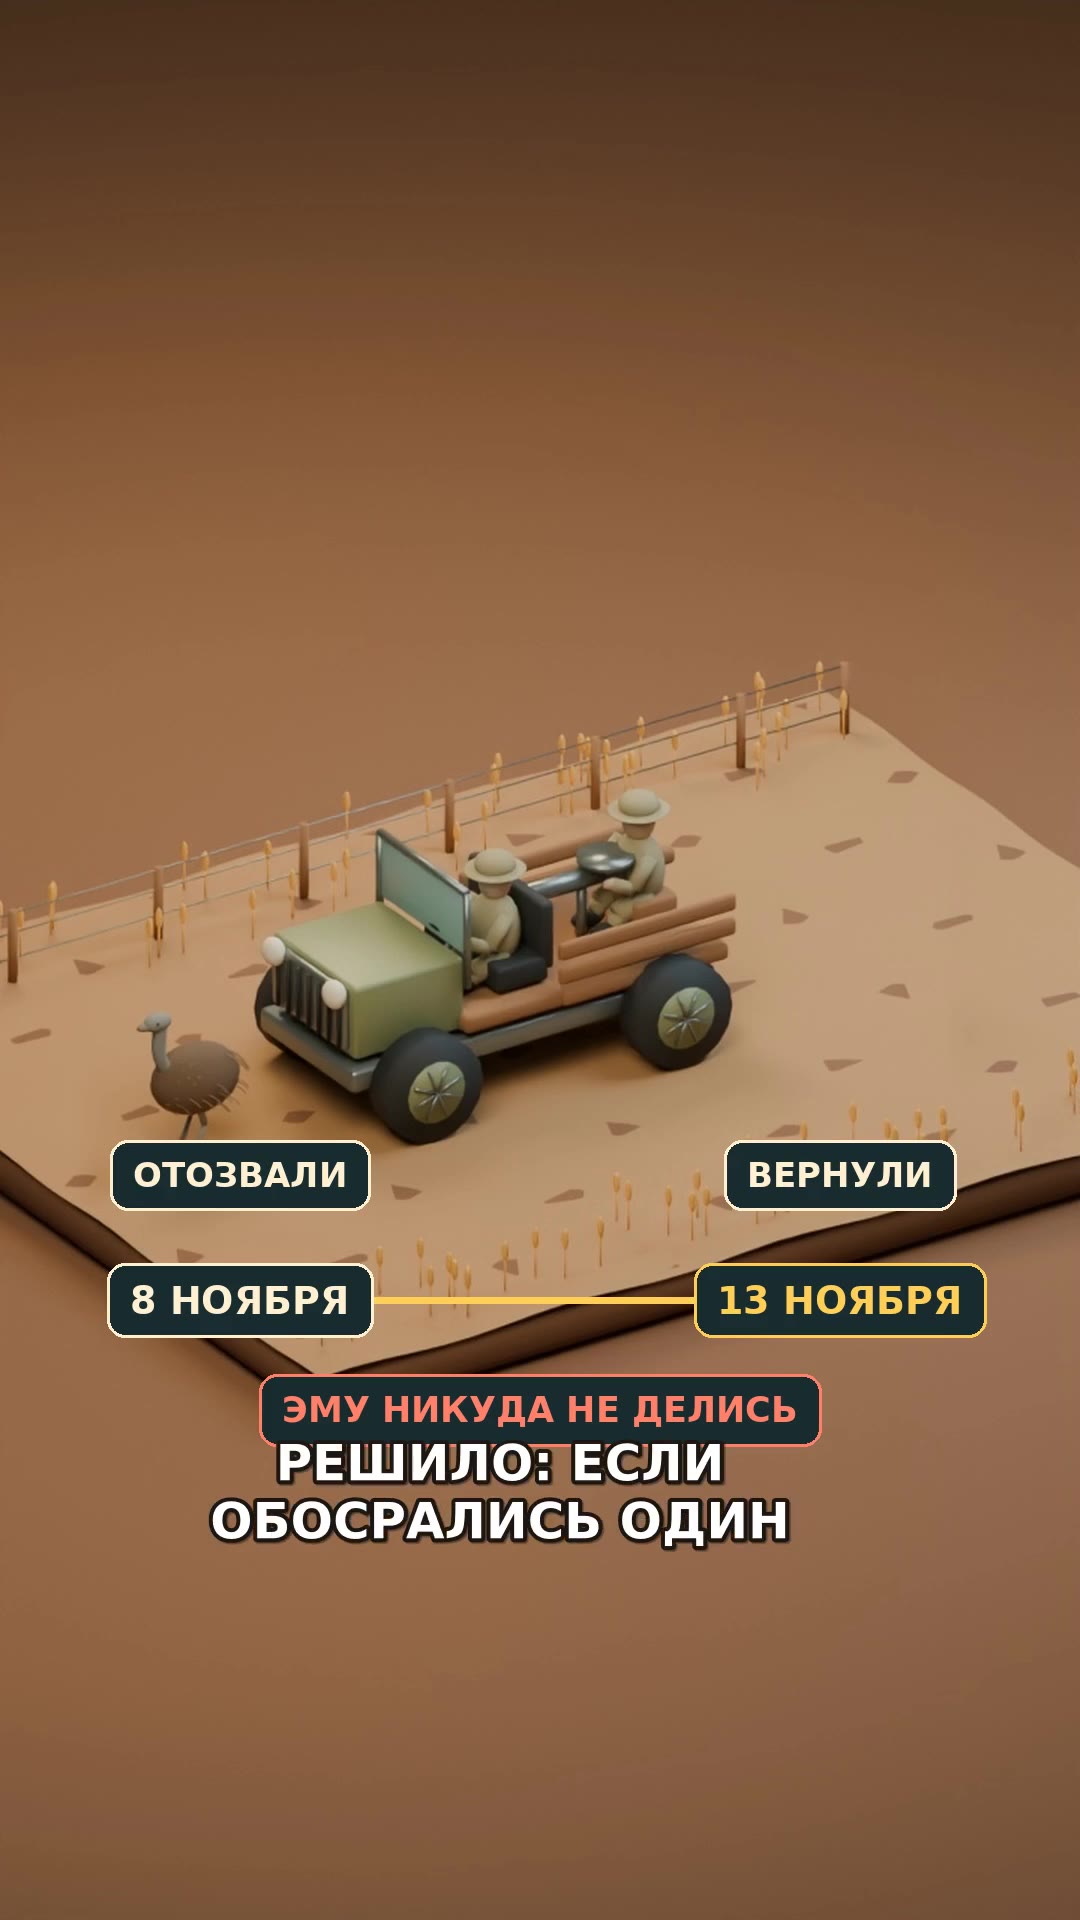 ОТОЗВАЛИ
ВЕРНУЛИ
8 НОЯБРЯ
13 НОЯБРЯ
ЭМУ НИКУДА НЕ ДЕЛИСЬ
РЕШИЛО: ЕСЛИ
ОБОСРАЛИСЬ ОДИН